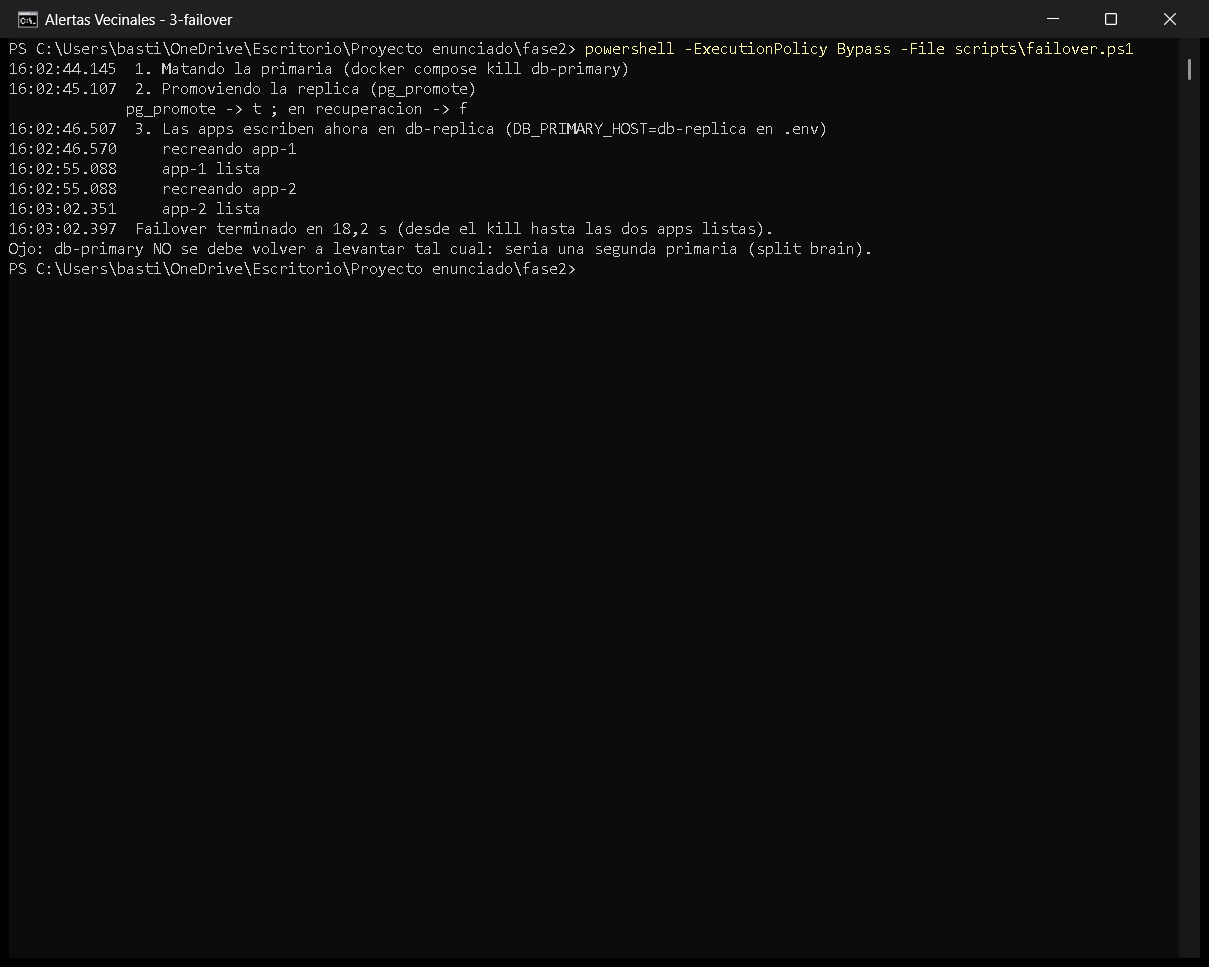 Alertas Vecinales - 3-failover
PS C:\Users\basti\OneDrive\Escritorio\Proyecto enunciado\fase2> powershell -ExecutionPolicy Bypass -File scripts\failover.ps1
16:02:44.145  1. Matando la primaria (docker compose kill db-primary)
16:02:45.107  2. Promoviendo la replica (pg_promote)
             pg_promote -> t ; en recuperacion -> f
16:02:46.507  3. Las apps escriben ahora en db-replica (DB_PRIMARY_HOST=db-replica en .env)
16:02:46.570     recreando app-1
16:02:55.088     app-1 lista
16:02:55.088     recreando app-2
16:03:02.351     app-2 lista
16:03:02.397  Failover terminado en 18,2 s (desde el kill hasta las dos apps listas).
Ojo: db-primary NO se debe volver a levantar tal cual: seria una segunda primaria (split brain).
PS C:\Users\basti\OneDrive\Escritorio\Proyecto enunciado\fase2>